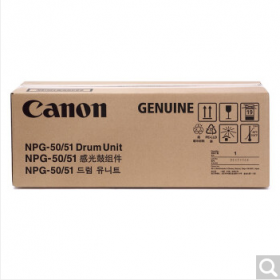 Canon
GENUINE
NPG-50/51 Drum Unit
NPG-50/51 感光鼓组件
NPG-50/51 드럼 유니트
1